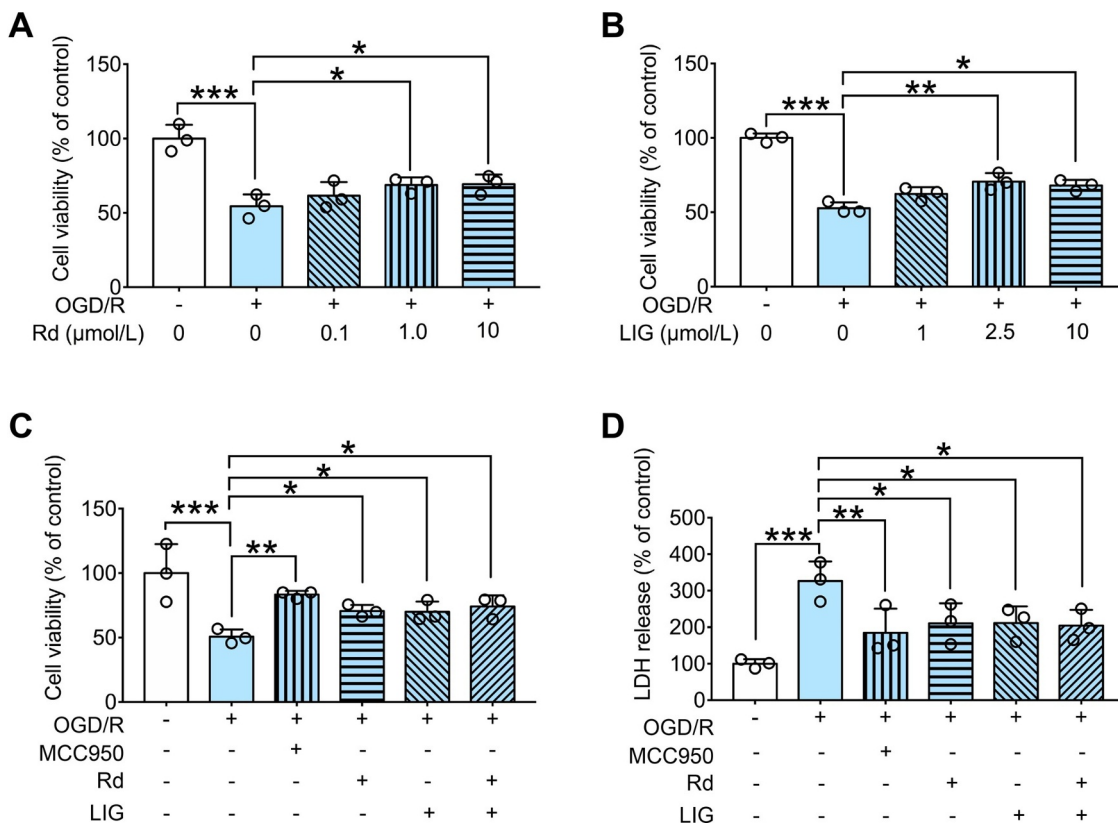 A
Cell viability (% of control)
150
100
50
0
***
*
*
OGD/R - + + + +
Rd (μmol/L) 0 0 0.1 1.0 10
B
Cell viability (% of control)
150
100
50
0
***
**
*
OGD/R - + + + +
LIG (μmol/L) 0 0 1 2.5 10
C
Cell viability (% of control)
150
100
50
0
***
**
*
*
*
OGD/R - + + + + +
MCC950 - - + - - -
Rd - - - + - +
LIG - - - - + +
D
LDH release (% of control)
500
400
300
200
100
0
***
**
*
*
*
OGD/R - + + + + +
MCC950 - - + - - -
Rd - - - + - +
LIG - - - - + +